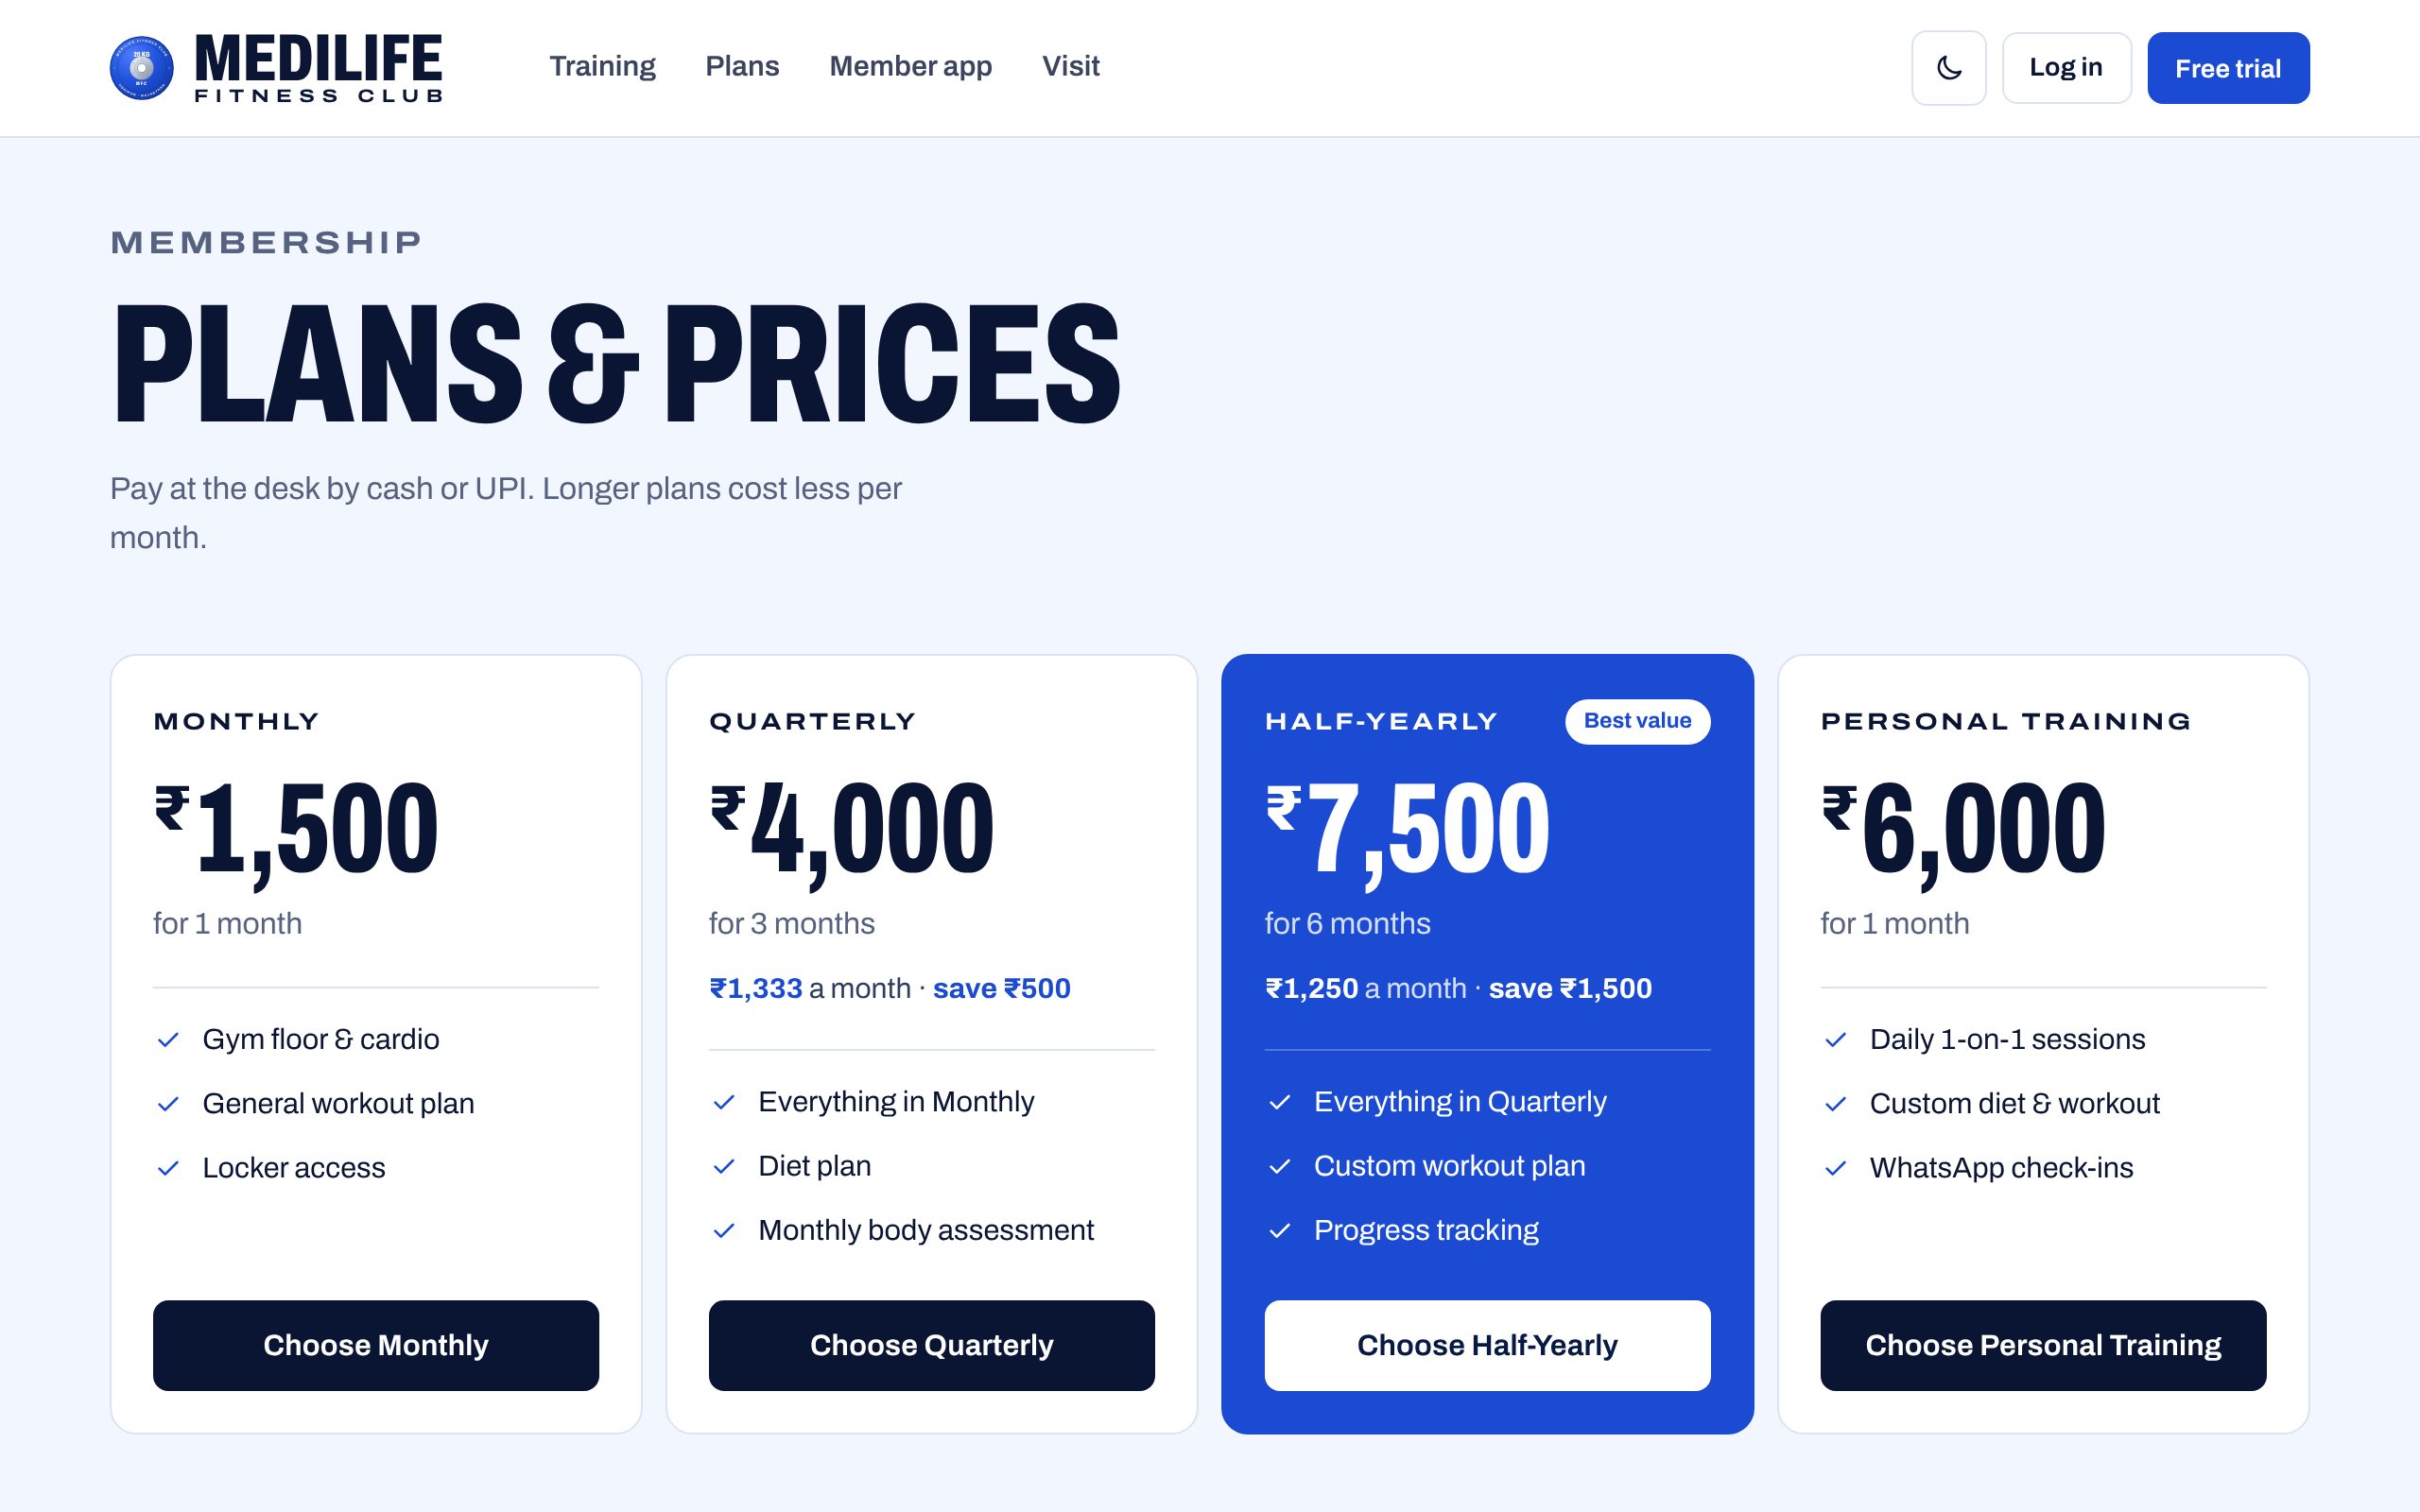 20 KG
MFC
MEDILIFE
FITNESS CLUB
Training
Plans
Member app
Visit
Log in
Free trial
MEMBERSHIP
PLANS & PRICES
Pay at the desk by cash or UPI. Longer plans cost less per
month.
MONTHLY
₹1,500
for 1 month
Gym floor & cardio
General workout plan
Locker access
Choose Monthly
QUARTERLY
₹4,000
for 3 months
₹1,333 a month · save ₹500
Everything in Monthly
Diet plan
Monthly body assessment
Choose Quarterly
HALF-YEARLY
Best value
₹7,500
for 6 months
₹1,250 a month · save ₹1,500
Everything in Quarterly
Custom workout plan
Progress tracking
Choose Half-Yearly
PERSONAL TRAINING
₹6,000
for 1 month
Daily 1-on-1 sessions
Custom diet & workout
WhatsApp check-ins
Choose Personal Training